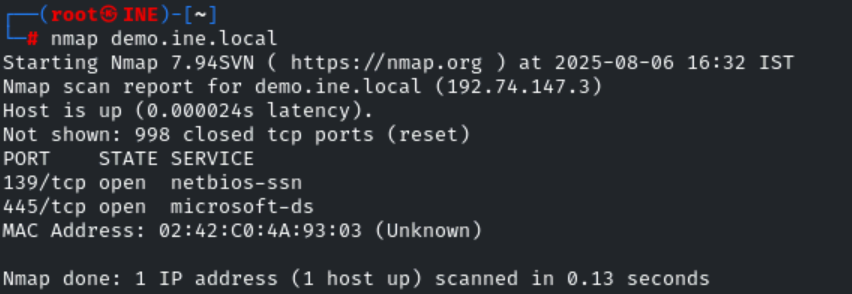 ┌──(root㉿INE)-[~]
└─# nmap demo.ine.local
Starting Nmap 7.94SVN ( https://nmap.org ) at 2025-08-06 16:32 IST
Nmap scan report for demo.ine.local (192.74.147.3)
Host is up (0.000024s latency).
Not shown: 998 closed tcp ports (reset)
PORT    STATE SERVICE
139/tcp open  netbios-ssn
445/tcp open  microsoft-ds
MAC Address: 02:42:C0:4A:93:03 (Unknown)
Nmap done: 1 IP address (1 host up) scanned in 0.13 seconds